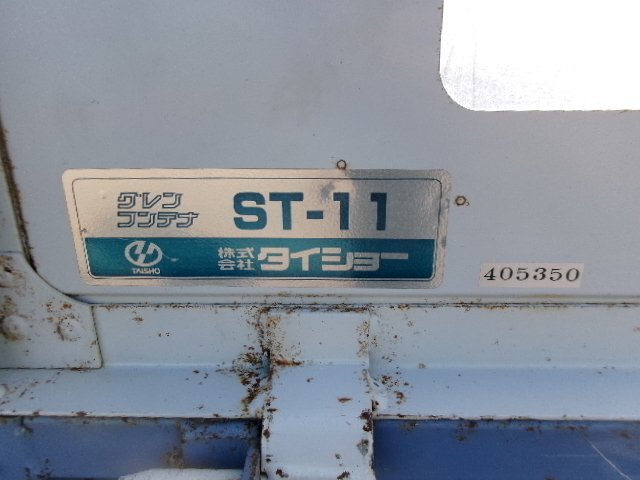 グレン
コンテナ
ST-11
TAISHO
株式
会社
タイショー
405350